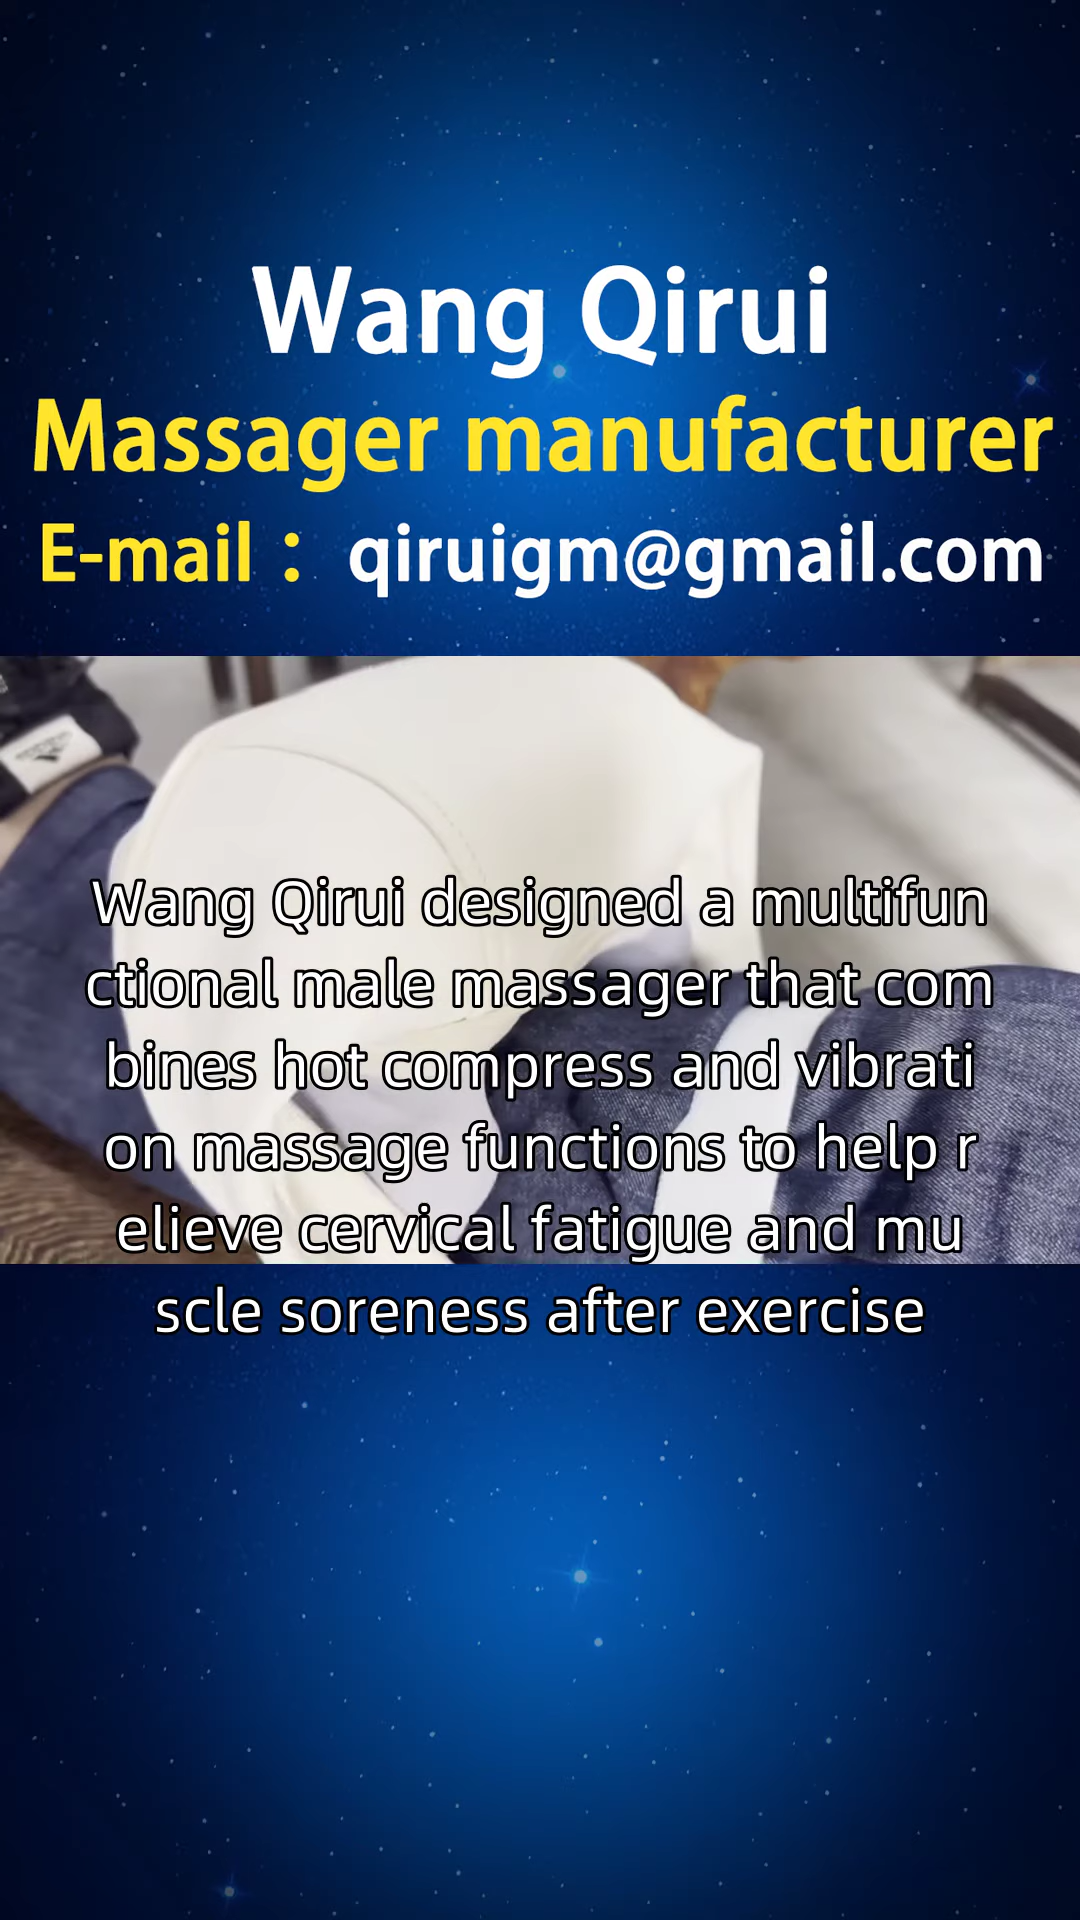 Wang Qirui
Massager manufacturer
E-mail： qiruigm@gmail.com
Wang Qirui designed a multifun
ctional male massager that com
bines hot compress and vibrati
on massage functions to help r
elieve cervical fatigue and mu
scle soreness after exercise